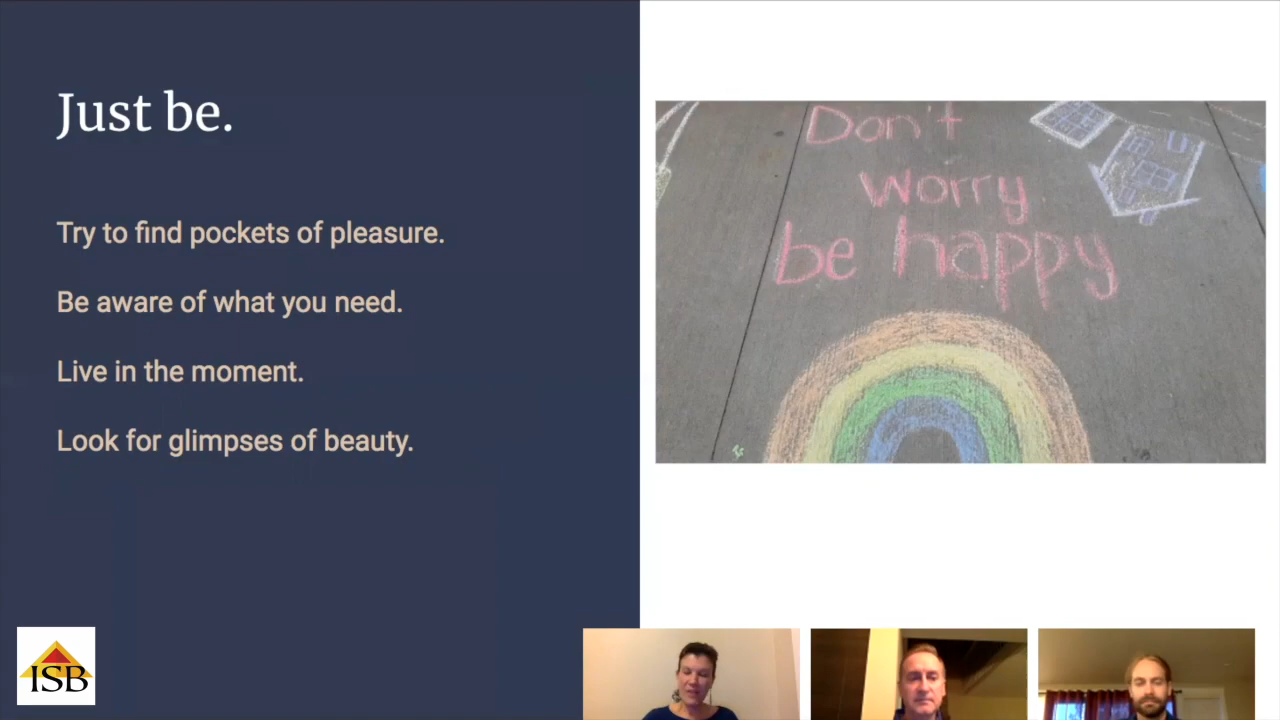 Just be.
Try to find pockets of pleasure.
Be aware of what you need.
Live in the moment.
Look for glimpses of beauty.
Don't
worry
be happy
ISB